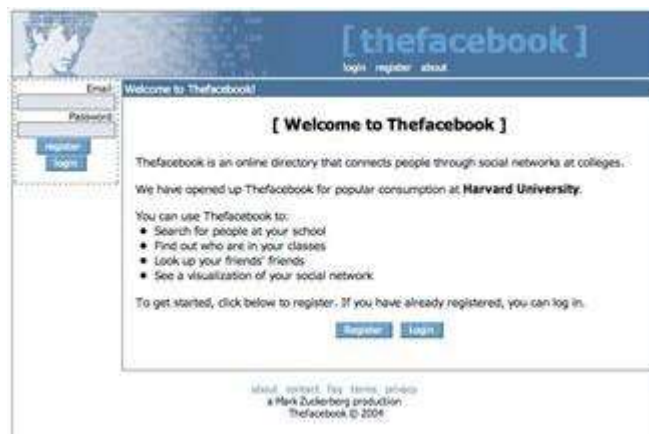 [ thefacebook ]
login register about
Email:
Password:
register
login
Welcome to Thefacebook!
[ Welcome to Thefacebook ]
Thefacebook is an online directory that connects people through social networks at colleges.
We have opened up Thefacebook for popular consumption at Harvard University.
You can use Thefacebook to:
• Search for people at your school
• Find out who are in your classes
• Look up your friends' friends
• See a visualization of your social network
To get started, click below to register. If you have already registered, you can log in.
Register Login
about contact faq terms privacy
a Mark Zuckerberg production
Thefacebook © 2004